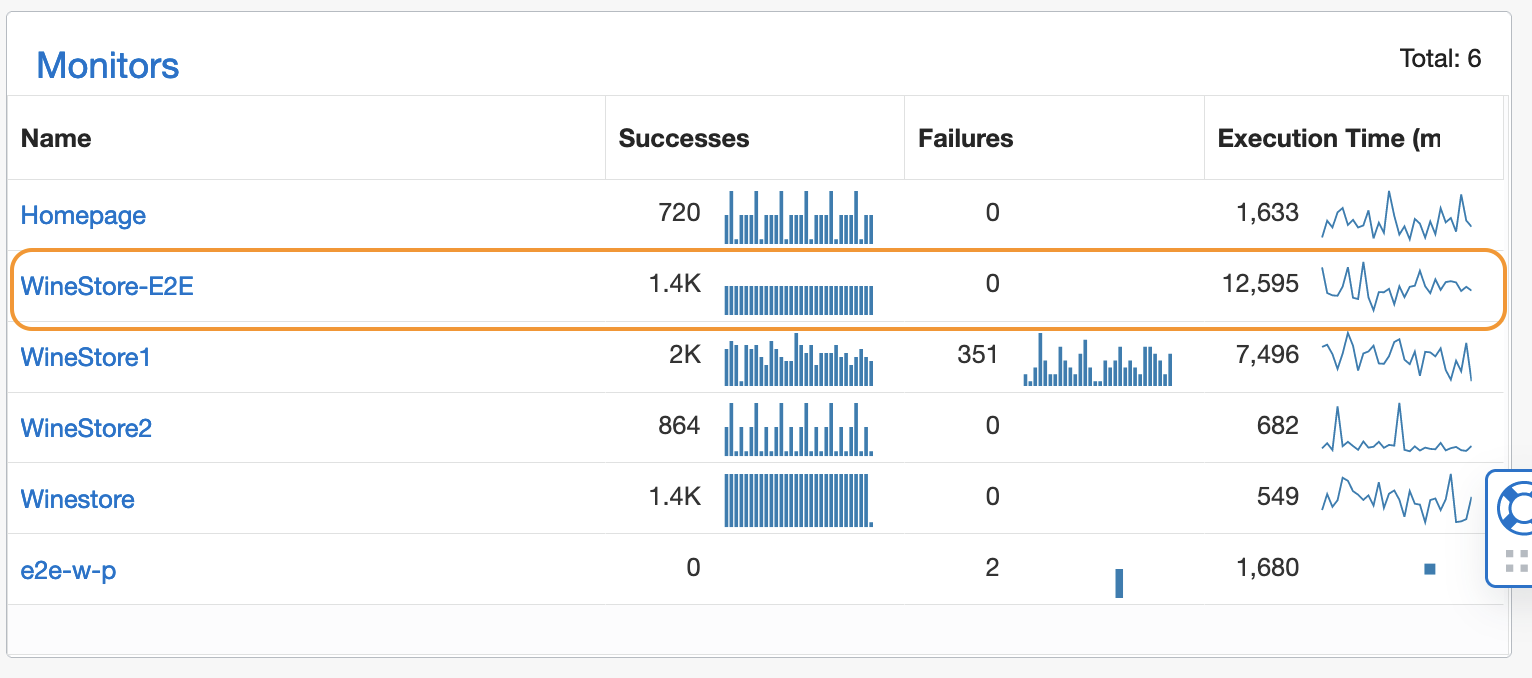 Monitors
Total: 6
Name Successes Failures Execution Time (m
Homepage 720 0 1,633
WineStore-E2E 1.4K 0 12,595
WineStore1 2K 351 7,496
WineStore2 864 0 682
Winestore 1.4K 0 549
e2e-w-p 0 2 1,680